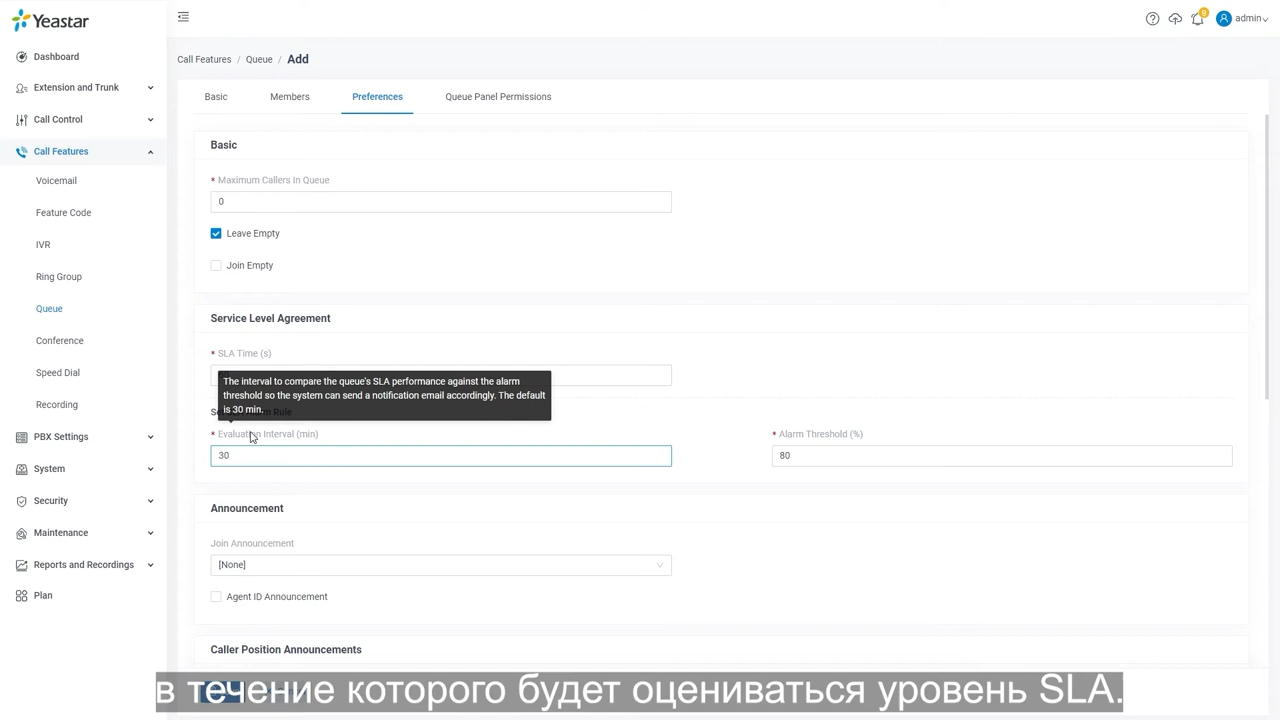 Yeastar
8
admin
Dashboard
Extension and Trunk
Call Control
Call Features
Voicemail
Feature Code
IVR
Ring Group
Queue
Conference
Speed Dial
Recording
PBX Settings
System
Security
Maintenance
Reports and Recordings
Plan
Call Features / Queue / Add
Basic Members Preferences Queue Panel Permissions
Basic
* Maximum Callers In Queue
0
Leave Empty
Join Empty
Service Level Agreement
* SLA Time (s)
The interval to compare the queue's SLA performance against the alarm
threshold so the system can send a notification email accordingly. The default
is 30 min.
Rule
* Evaluation Interval (min) * Alarm Threshold (%)
30 80
Announcement
Join Announcement
[None]
Agent ID Announcement
Caller Position Announcements
в течение которого будет оцениваться уровень SLA.